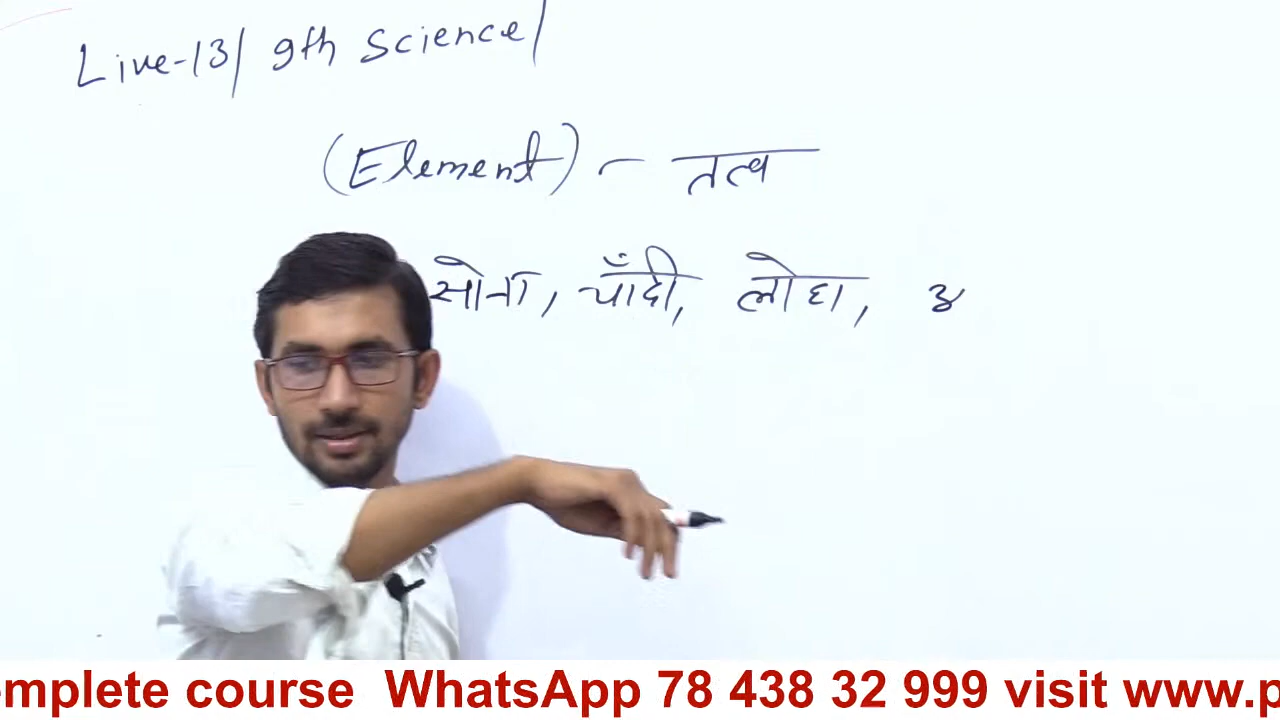 Live-13/ 9th Science/
(Element) - तत्व
सोना, चाँदी, लोहा,
mplete course WhatsApp 78 438 32 999 visit www.p